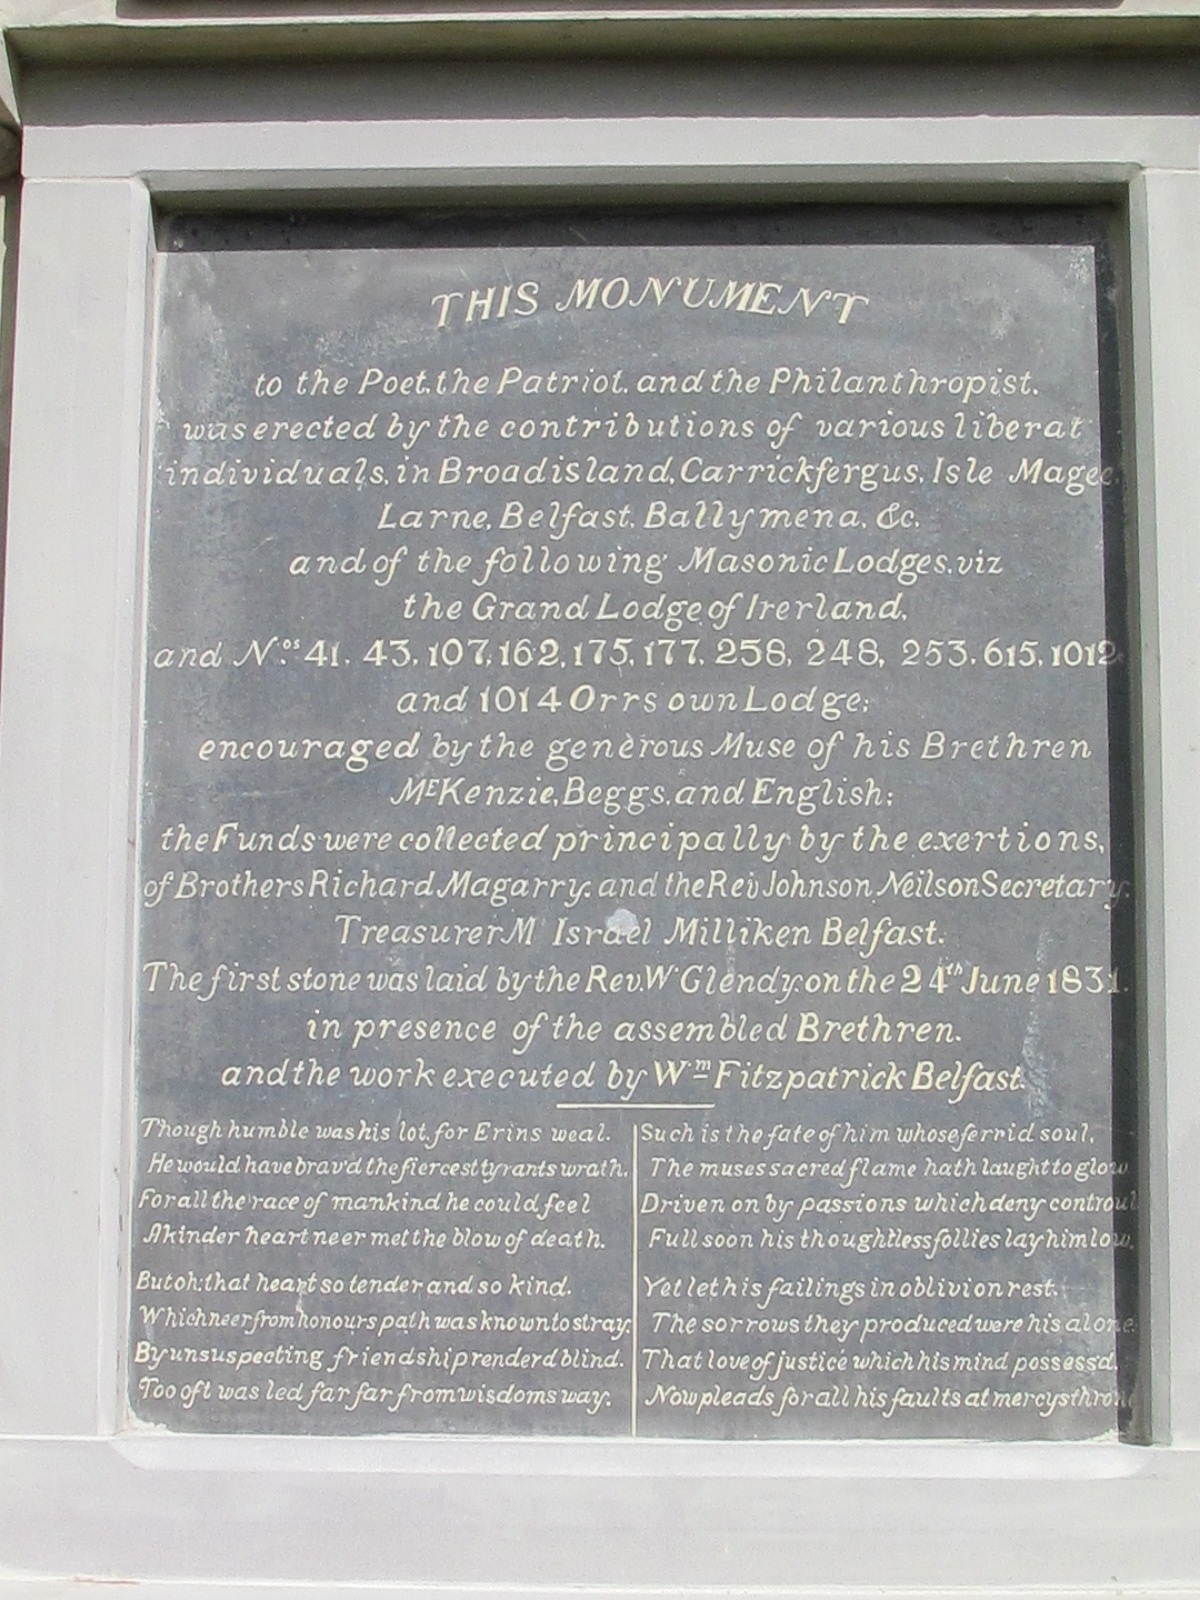 THIS MONUMENT
to the Poet, the Patriot, and the Philanthropist,
was erected by the contributions of various liberat
individuals, in Broadisland, Carrickfergus, Isle Magee,
Larne, Belfast, Ballymena, &c.
and of the following Masonic Lodges, viz
the Grand Lodge of Irerland,
and N.os 41, 43, 107, 162, 175, 177, 258, 248, 253, 615, 1012
and 1014 Orrs own Lodge;
encouraged by the generous Muse of his Brethren
McKenzie, Beggs, and English;
the Funds were collected principally by the exertions,
of Brothers Richard Magarry, and the Rev Johnson Neilson Secretary,
Treasurer Mr Israel Milliken Belfast.
The first stone was laid by the Rev. W. Glendy, on the 24th June 1831.
in presence of the assembled Brethren.
and the work executed by Wm Fitzpatrick Belfast.
Though humble was his lot, for Erins weal.
He would have brav'd the fiercest tyrants wrath,
For all the race of mankind he could feel
A kinder heart neer met the blow of death.
But oh: that heart so tender and so kind.
Which neer from honours path was known to stray;
By unsuspecting friendship renderd blind.
Too oft was led far far from wisdoms way.
Such is the fate of him whose ferrid soul,
The muses sacred flame hath laught to glow
Driven on by passions which deny controul
Full soon his thoughtless follies lay him low.
Yet let his failings in oblivion rest.
The sorrows they produced were his alone;
That love of justice which his mind possess'd,
Now pleads for all his faults at mercys throne